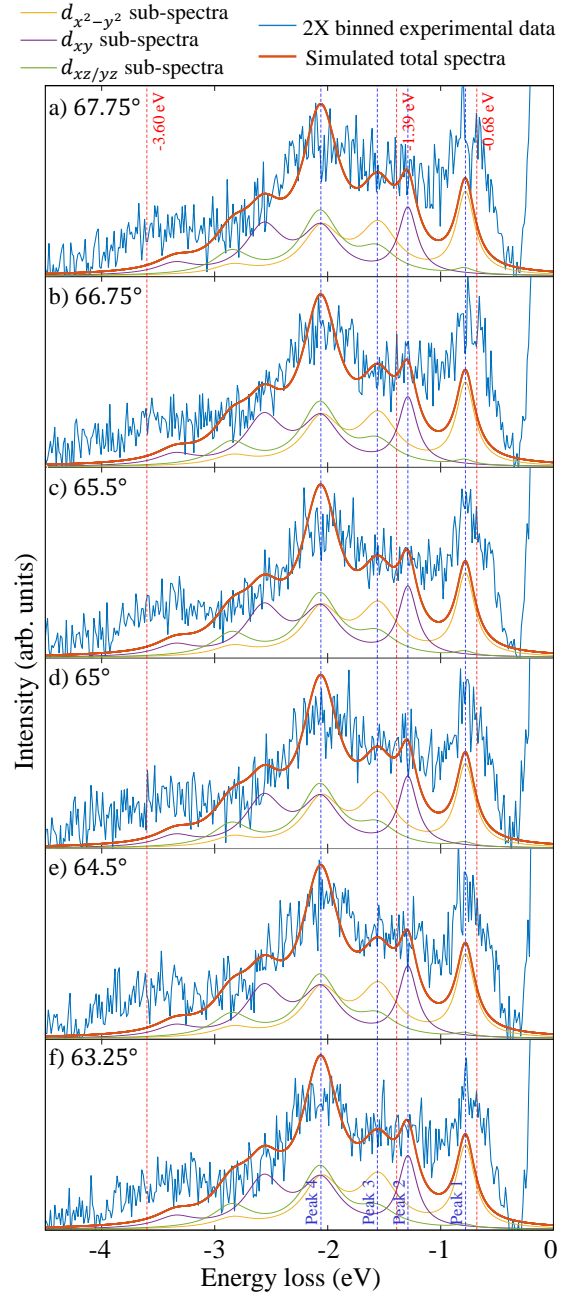 d_{x²−y²} sub-spectra
d_{xy} sub-spectra
d_{xz/yz} sub-spectra
2X binned experimental data
Simulated total spectra
a) 67.75°
-3.60 eV
-1.39 eV
-0.68 eV
b) 66.75°
c) 65.5°
d) 65°
e) 64.5°
f) 63.25°
Peak 4
Peak 3
Peak 2
Peak 1
Intensity (arb. units)
−4 −3 −2 −1 0
Energy loss (eV)